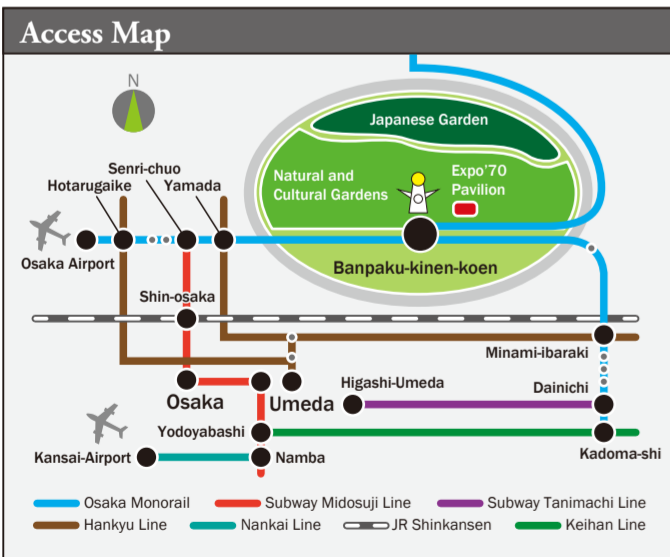 Access Map
N
Japanese Garden
Senri-chuo
Hotarugaike
Yamada
Natural and
Cultural Gardens
Expo'70
Pavilion
Osaka Airport
Banpaku-kinen-koen
Shin-osaka
Minami-ibaraki
Higashi-Umeda
Dainichi
Osaka
Umeda
Yodoyabashi
Kansai-Airport
Namba
Kadoma-shi
Osaka Monorail
Subway Midosuji Line
Subway Tanimachi Line
Hankyu Line
Nankai Line
JR Shinkansen
Keihan Line